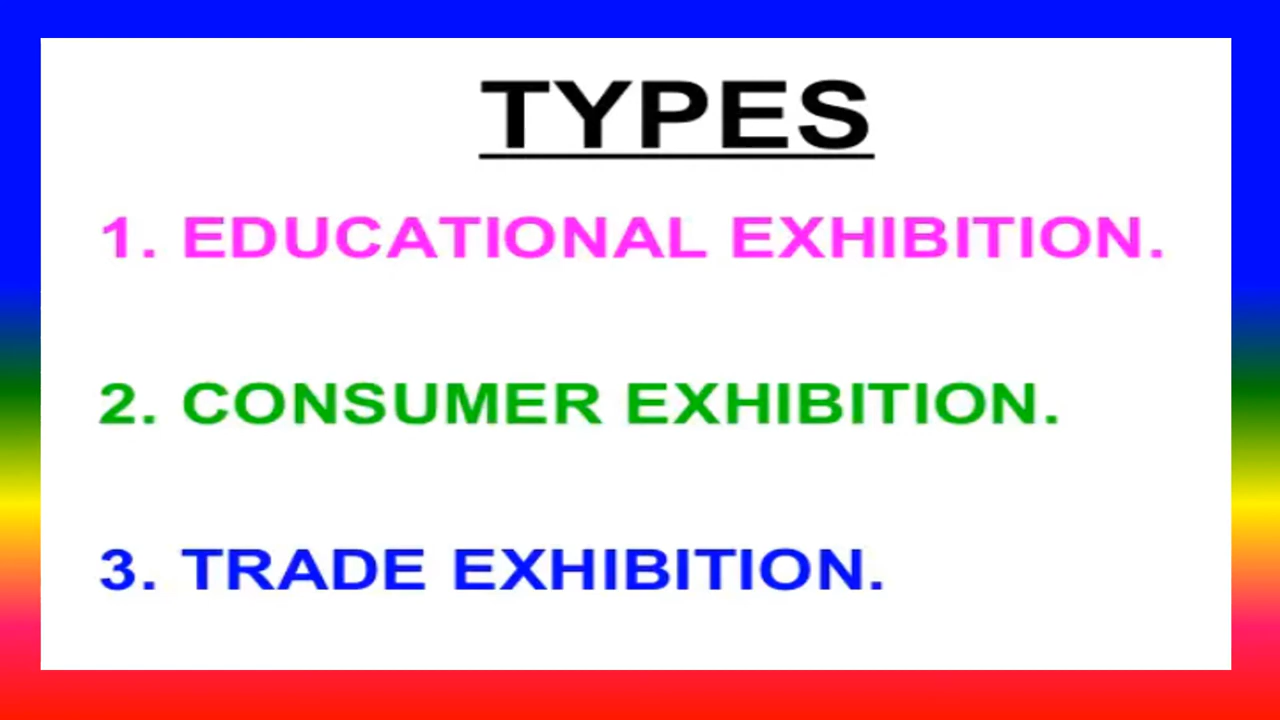 TYPES
1. EDUCATIONAL EXHIBITION.
2. CONSUMER EXHIBITION.
3. TRADE EXHIBITION.